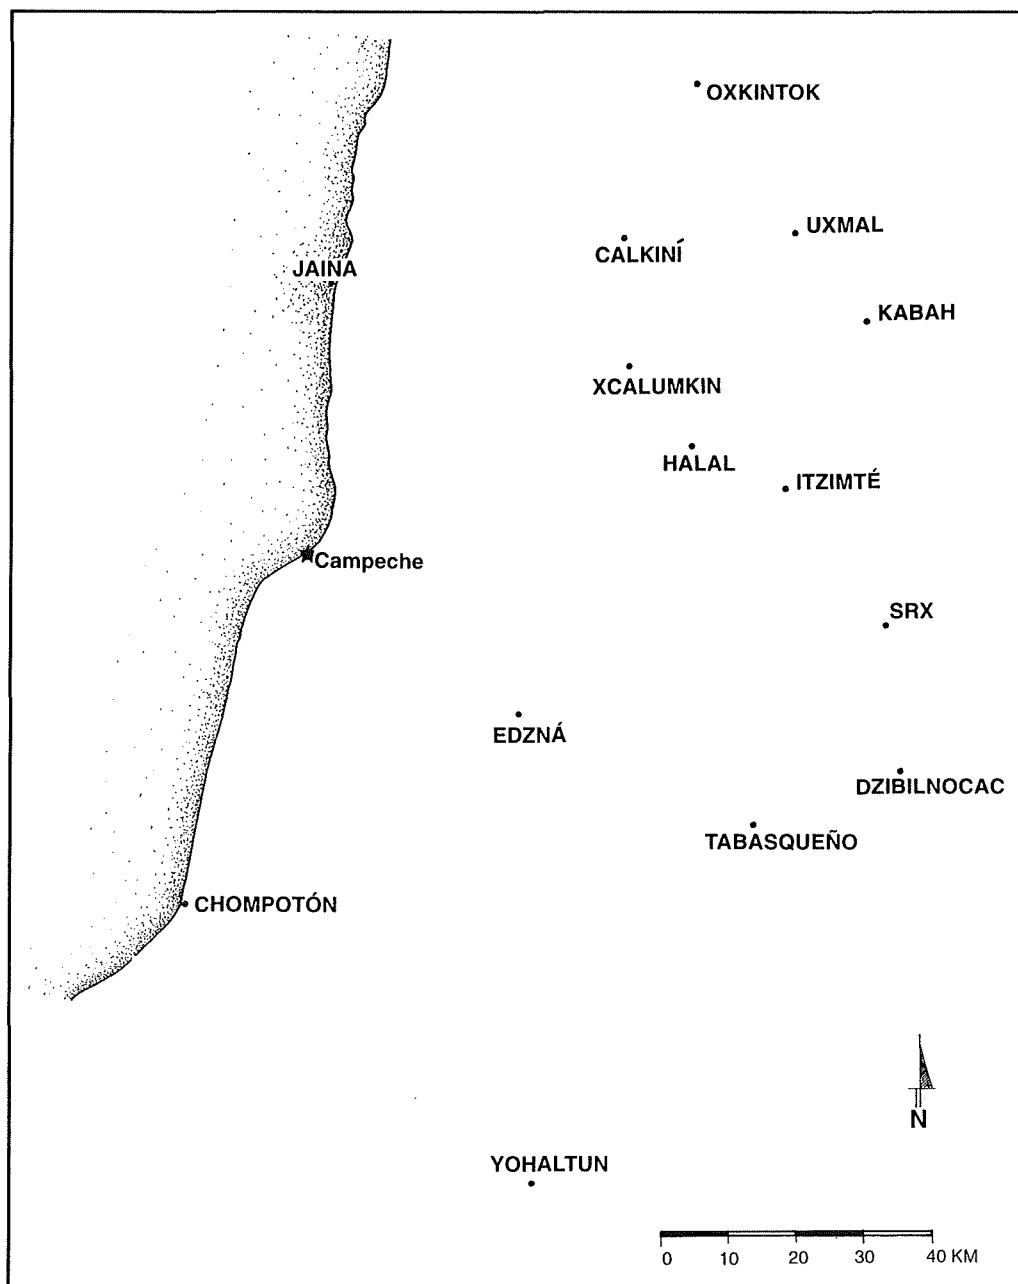 OXKINTOK
UXMAL
CALKINÍ
JAINA
KABAH
XCALUMKIN
HALAL
ITZIMTÉ
Campeche
SRX
EDZNÁ
DZIBILNOCAC
TABASQUEÑO
CHOMPOTÓN
N
YOHALTUN
0 10 20 30 40 KM